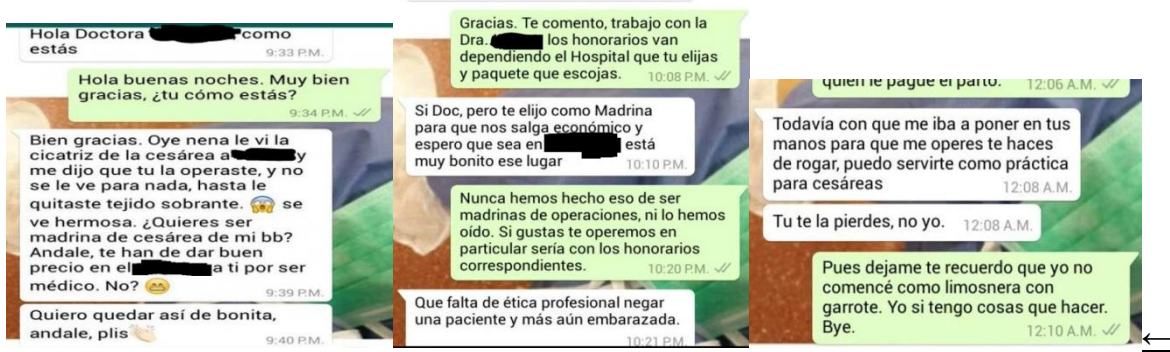 Hola Doctora como
estás
9:33 P.M.
Hola buenas noches. Muy bien
gracias, ¿tu cómo estás?
9:34 P.M.
Bien gracias. Oye nena le vi la
cicatriz de la cesárea a y
me dijo que tu la operaste, y no
se le ve para nada, hasta le
quitaste tejido sobrante. 😱 se
ve hermosa. ¿Quieres ser
madrina de cesárea de mi bb?
Andale, te han de dar buen
precio en el a ti por ser
médico. No? 😁
9:39 P.M.
Quiero quedar así de bonita,
andale, plis 👏🏻
9:40 P.M.
Gracias. Te comento, trabajo con la
Dra. los honorarios van
dependiendo el Hospital que tu elijas
y paquete que escojas. 10:08 P.M.
Si Doc, pero te elijo como Madrina
para que nos salga económico y
espero que sea en está
muy bonito ese lugar 10:10 P.M.
Nunca hemos hecho eso de ser
madrinas de operaciones, ni lo hemos
oído. Si gustas te operemos en
particular sería con los honorarios
correspondientes. 10:20 P.M.
Que falta de ética profesional negar
una paciente y más aún embarazada.
10:21 P.M.
quien le pague el parto. 12:06 A.M.
Todavía con que me iba a poner en tus
manos para que me operes te haces
de rogar, puedo servirte como práctica
para cesáreas 12:08 A.M.
Tu te la pierdes, no yo. 12:08 A.M.
Pues dejame te recuerdo que yo no
comencé como limosnera con
garrote. Yo si tengo cosas que hacer.
Bye. 12:10 A.M.
←